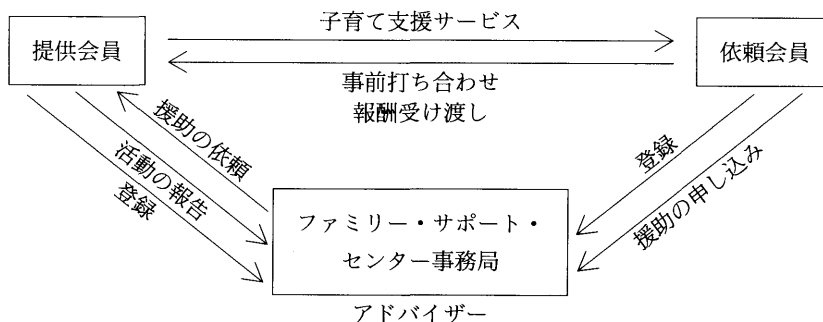 子育て支援サービス
提供会員
依頼会員
事前打ち合わせ
報酬受け渡し
援助の依頼
活動の報告
登録
登録
援助の申し込み
ファミリー・サポート・
センター事務局
アドバイザー